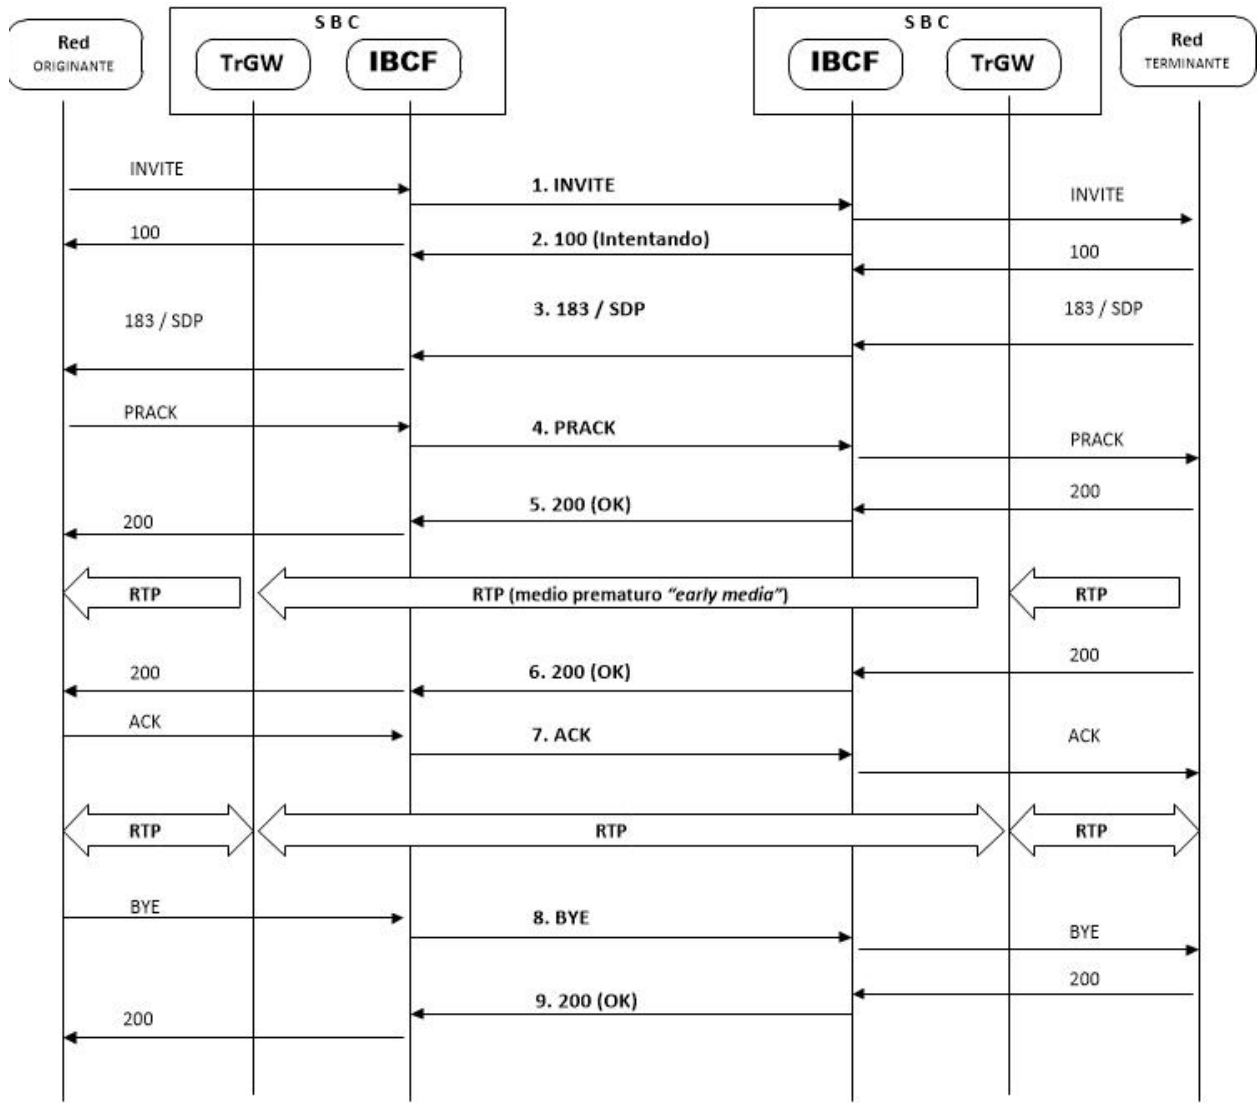 S B C
S B C
Red
ORIGINANTE
TrGW
IBCF
IBCF
TrGW
Red
TERMINANTE
INVITE
1. INVITE
INVITE
100
2. 100 (Intentando)
100
183 / SDP
3. 183 / SDP
183 / SDP
PRACK
4. PRACK
PRACK
200
5. 200 (OK)
200
RTP
RTP (medio prematuro “early media”)
RTP
200
6. 200 (OK)
200
ACK
7. ACK
ACK
RTP
RTP
RTP
BYE
8. BYE
BYE
200
9. 200 (OK)
200